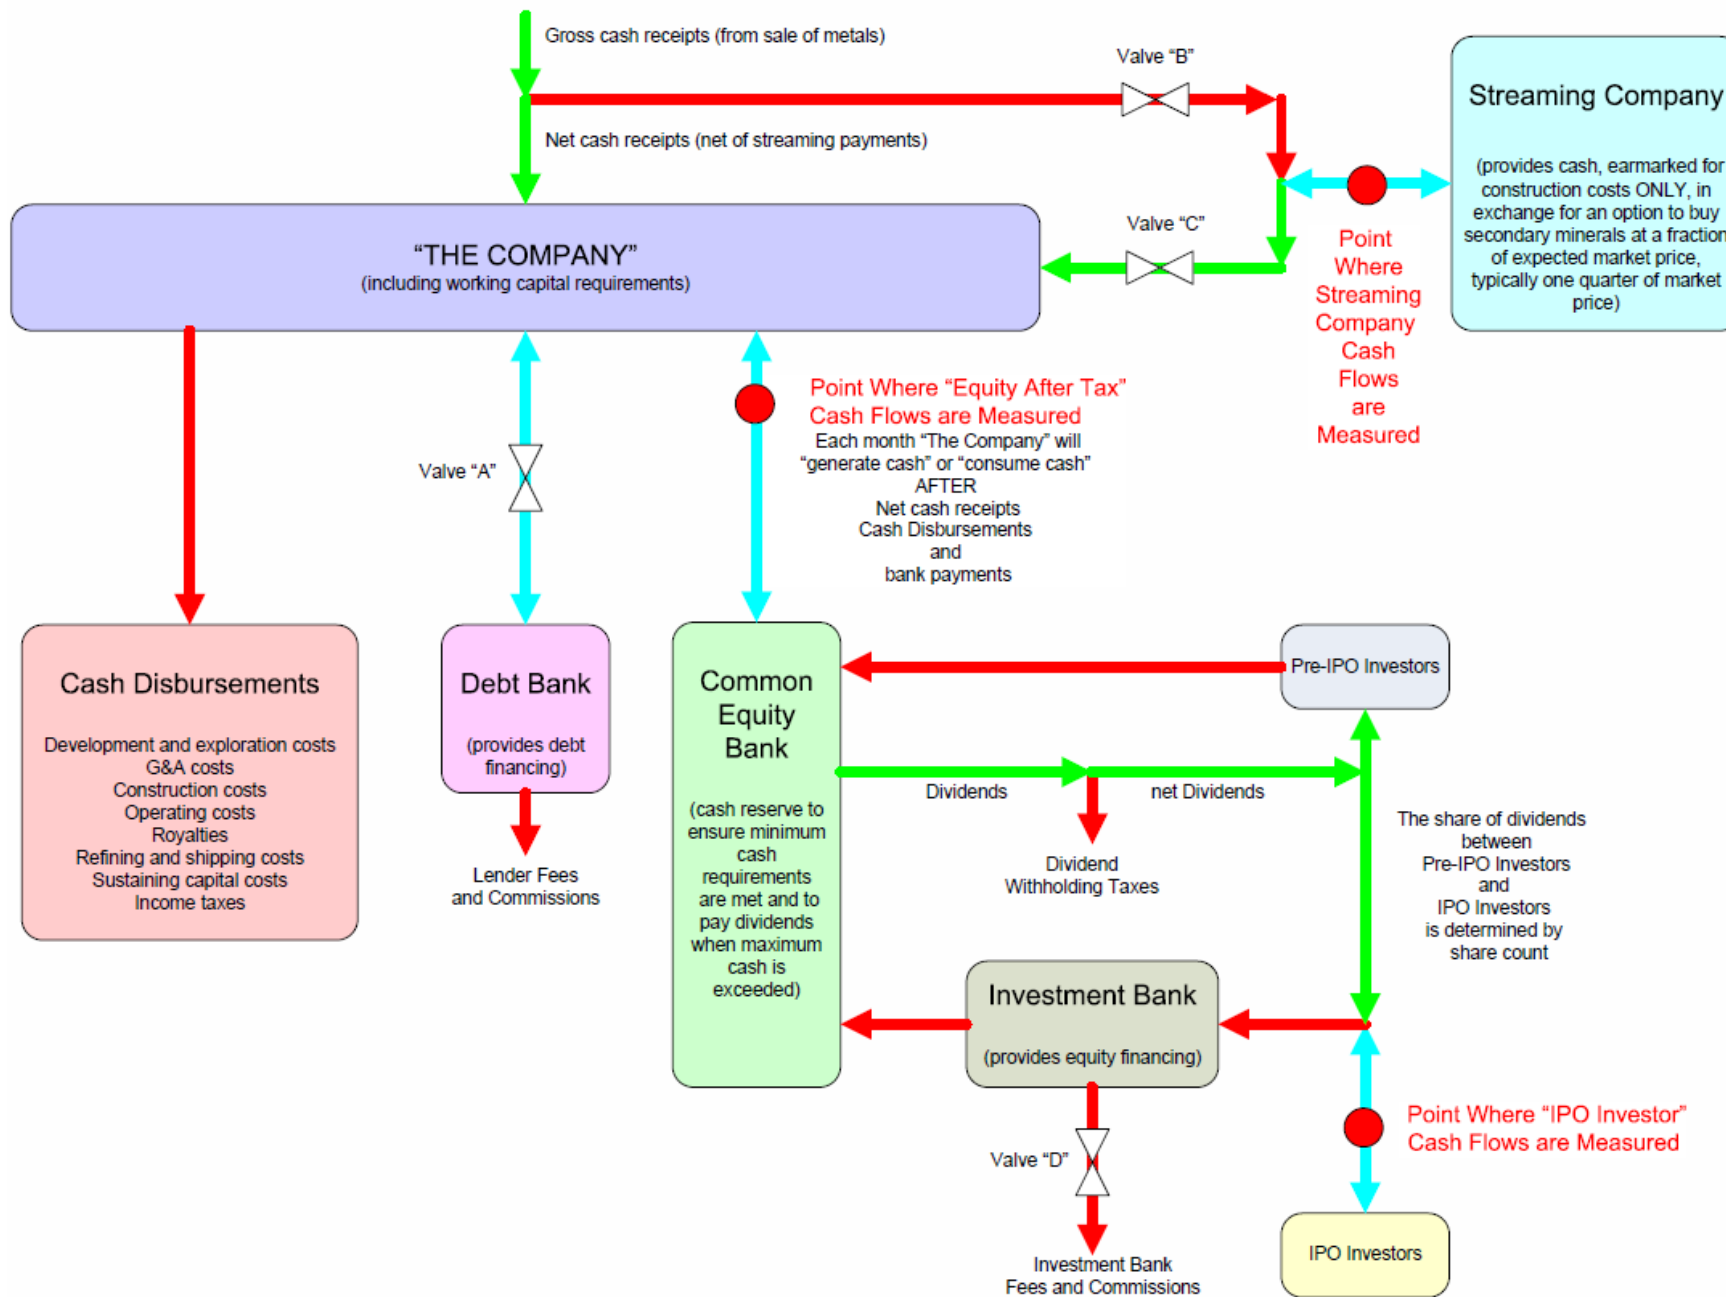 Gross cash receipts (from sale of metals)
Valve “B”
Net cash receipts (net of streaming payments)
Streaming Company
(provides cash, earmarked for
construction costs ONLY, in
exchange for an option to buy
secondary minerals at a fraction
of expected market price,
typically one quarter of market
price)
“THE COMPANY”
(including working capital requirements)
Valve “C”
Point
Where
Streaming
Company
Cash
Flows
are
Measured
Valve “A”
Point Where “Equity After Tax”
Cash Flows are Measured
Each month “The Company” will
“generate cash” or “consume cash”
AFTER
Net cash receipts
Cash Disbursements
and
bank payments
Cash Disbursements
Development and exploration costs
G&A costs
Construction costs
Operating costs
Royalties
Refining and shipping costs
Sustaining capital costs
Income taxes
Debt Bank
(provides debt
financing)
Lender Fees
and Commissions
Common
Equity
Bank
(cash reserve to
ensure minimum
cash
requirements
are met and to
pay dividends
when maximum
cash is
exceeded)
Pre-IPO Investors
Dividends
net Dividends
Dividend
Withholding Taxes
The share of dividends
between
Pre-IPO Investors
and
IPO Investors
is determined by
share count
Investment Bank
(provides equity financing)
Valve “D”
Investment Bank
Fees and Commissions
Point Where “IPO Investor”
Cash Flows are Measured
IPO Investors